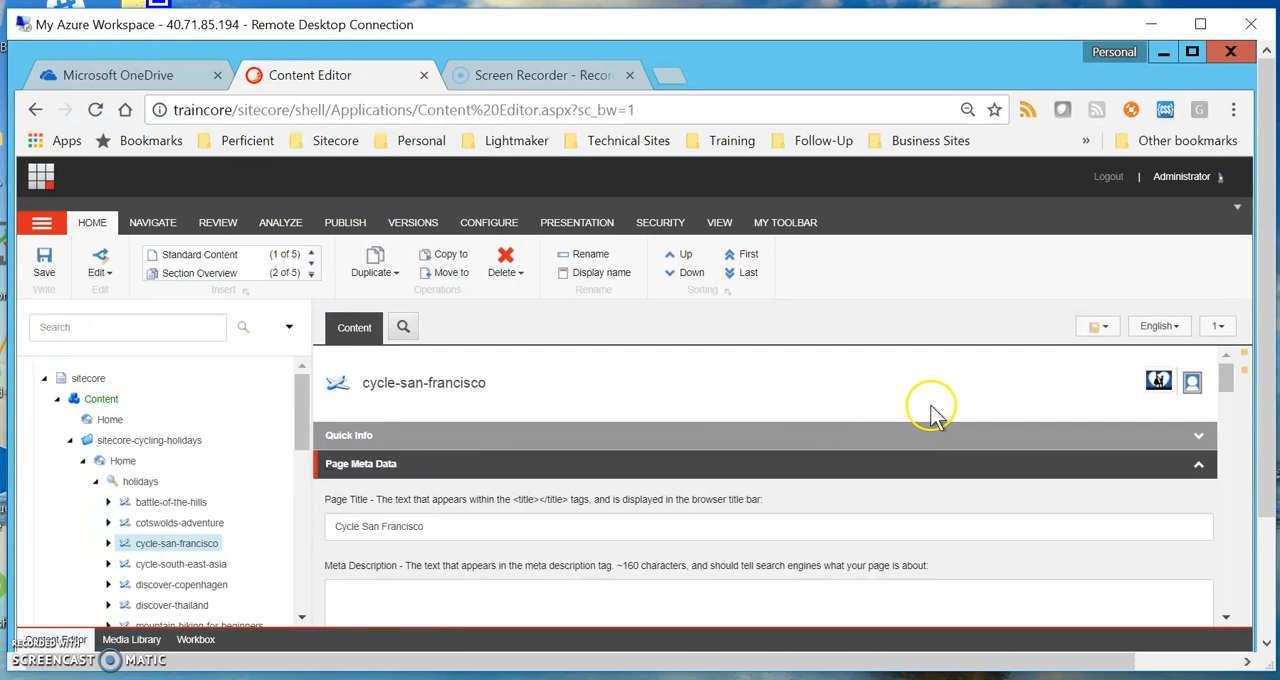 My Azure Workspace - 40.71.85.194 - Remote Desktop Connection
Personal
Microsoft OneDrive
Content Editor
Screen Recorder - Recor
traincore/sitecore/shell/Applications/Content%20Editor.aspx?sc_bw=1
Apps
Bookmarks
Perficient
Sitecore
Personal
Lightmaker
Technical Sites
Training
Follow-Up
Business Sites
»
Other bookmarks
Logout | Administrator
HOME
NAVIGATE
REVIEW
ANALYZE
PUBLISH
VERSIONS
CONFIGURE
PRESENTATION
SECURITY
VIEW
MY TOOLBAR
Save
Write
Edit
Edit
Standard Content (1 of 5)
Section Overview (2 of 5)
Insert
Duplicate
Copy to
Move to
Delete
Operations
Rename
Display name
Rename
Up
Down
First
Last
Sorting
Search
Content
English
1
sitecore
Content
Home
sitecore-cycling-holidays
Home
holidays
battle-of-the-hills
cotswolds-adventure
cycle-san-francisco
cycle-south-east-asia
discover-copenhagen
discover-thailand
mountain-biking-for-beginners
cycle-san-francisco
Quick Info
Page Meta Data
Page Title - The text that appears within the <title></title> tags, and is displayed in the browser title bar:
Cycle San Francisco
Meta Description - The text that appears in the meta description tag. ~160 characters, and should tell search engines what your page is about:
Media Library
Workbox
RECORDED WITH
SCREENCAST MATIC